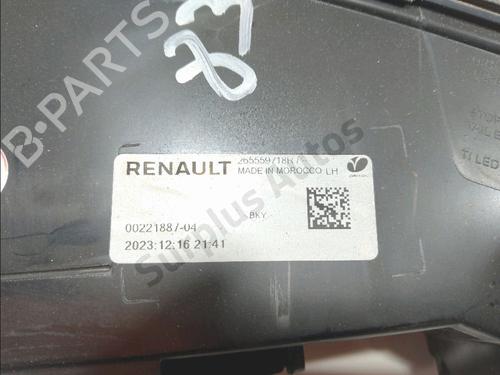 83
RENAULT
265559718R
MADE IN MOROCCO LH
BKY
00221887-04
2023:12:16 21:41
TI LED
B-PARTS
Surplus Autos